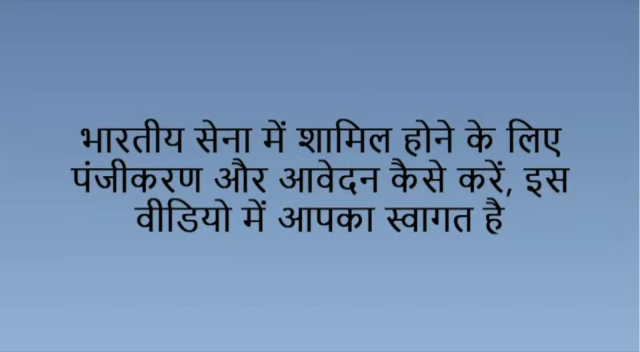 भारतीय सेना में शामिल होने के लिए
पंजीकरण और आवेदन कैसे करें, इस
वीडियो में आपका स्वागत है